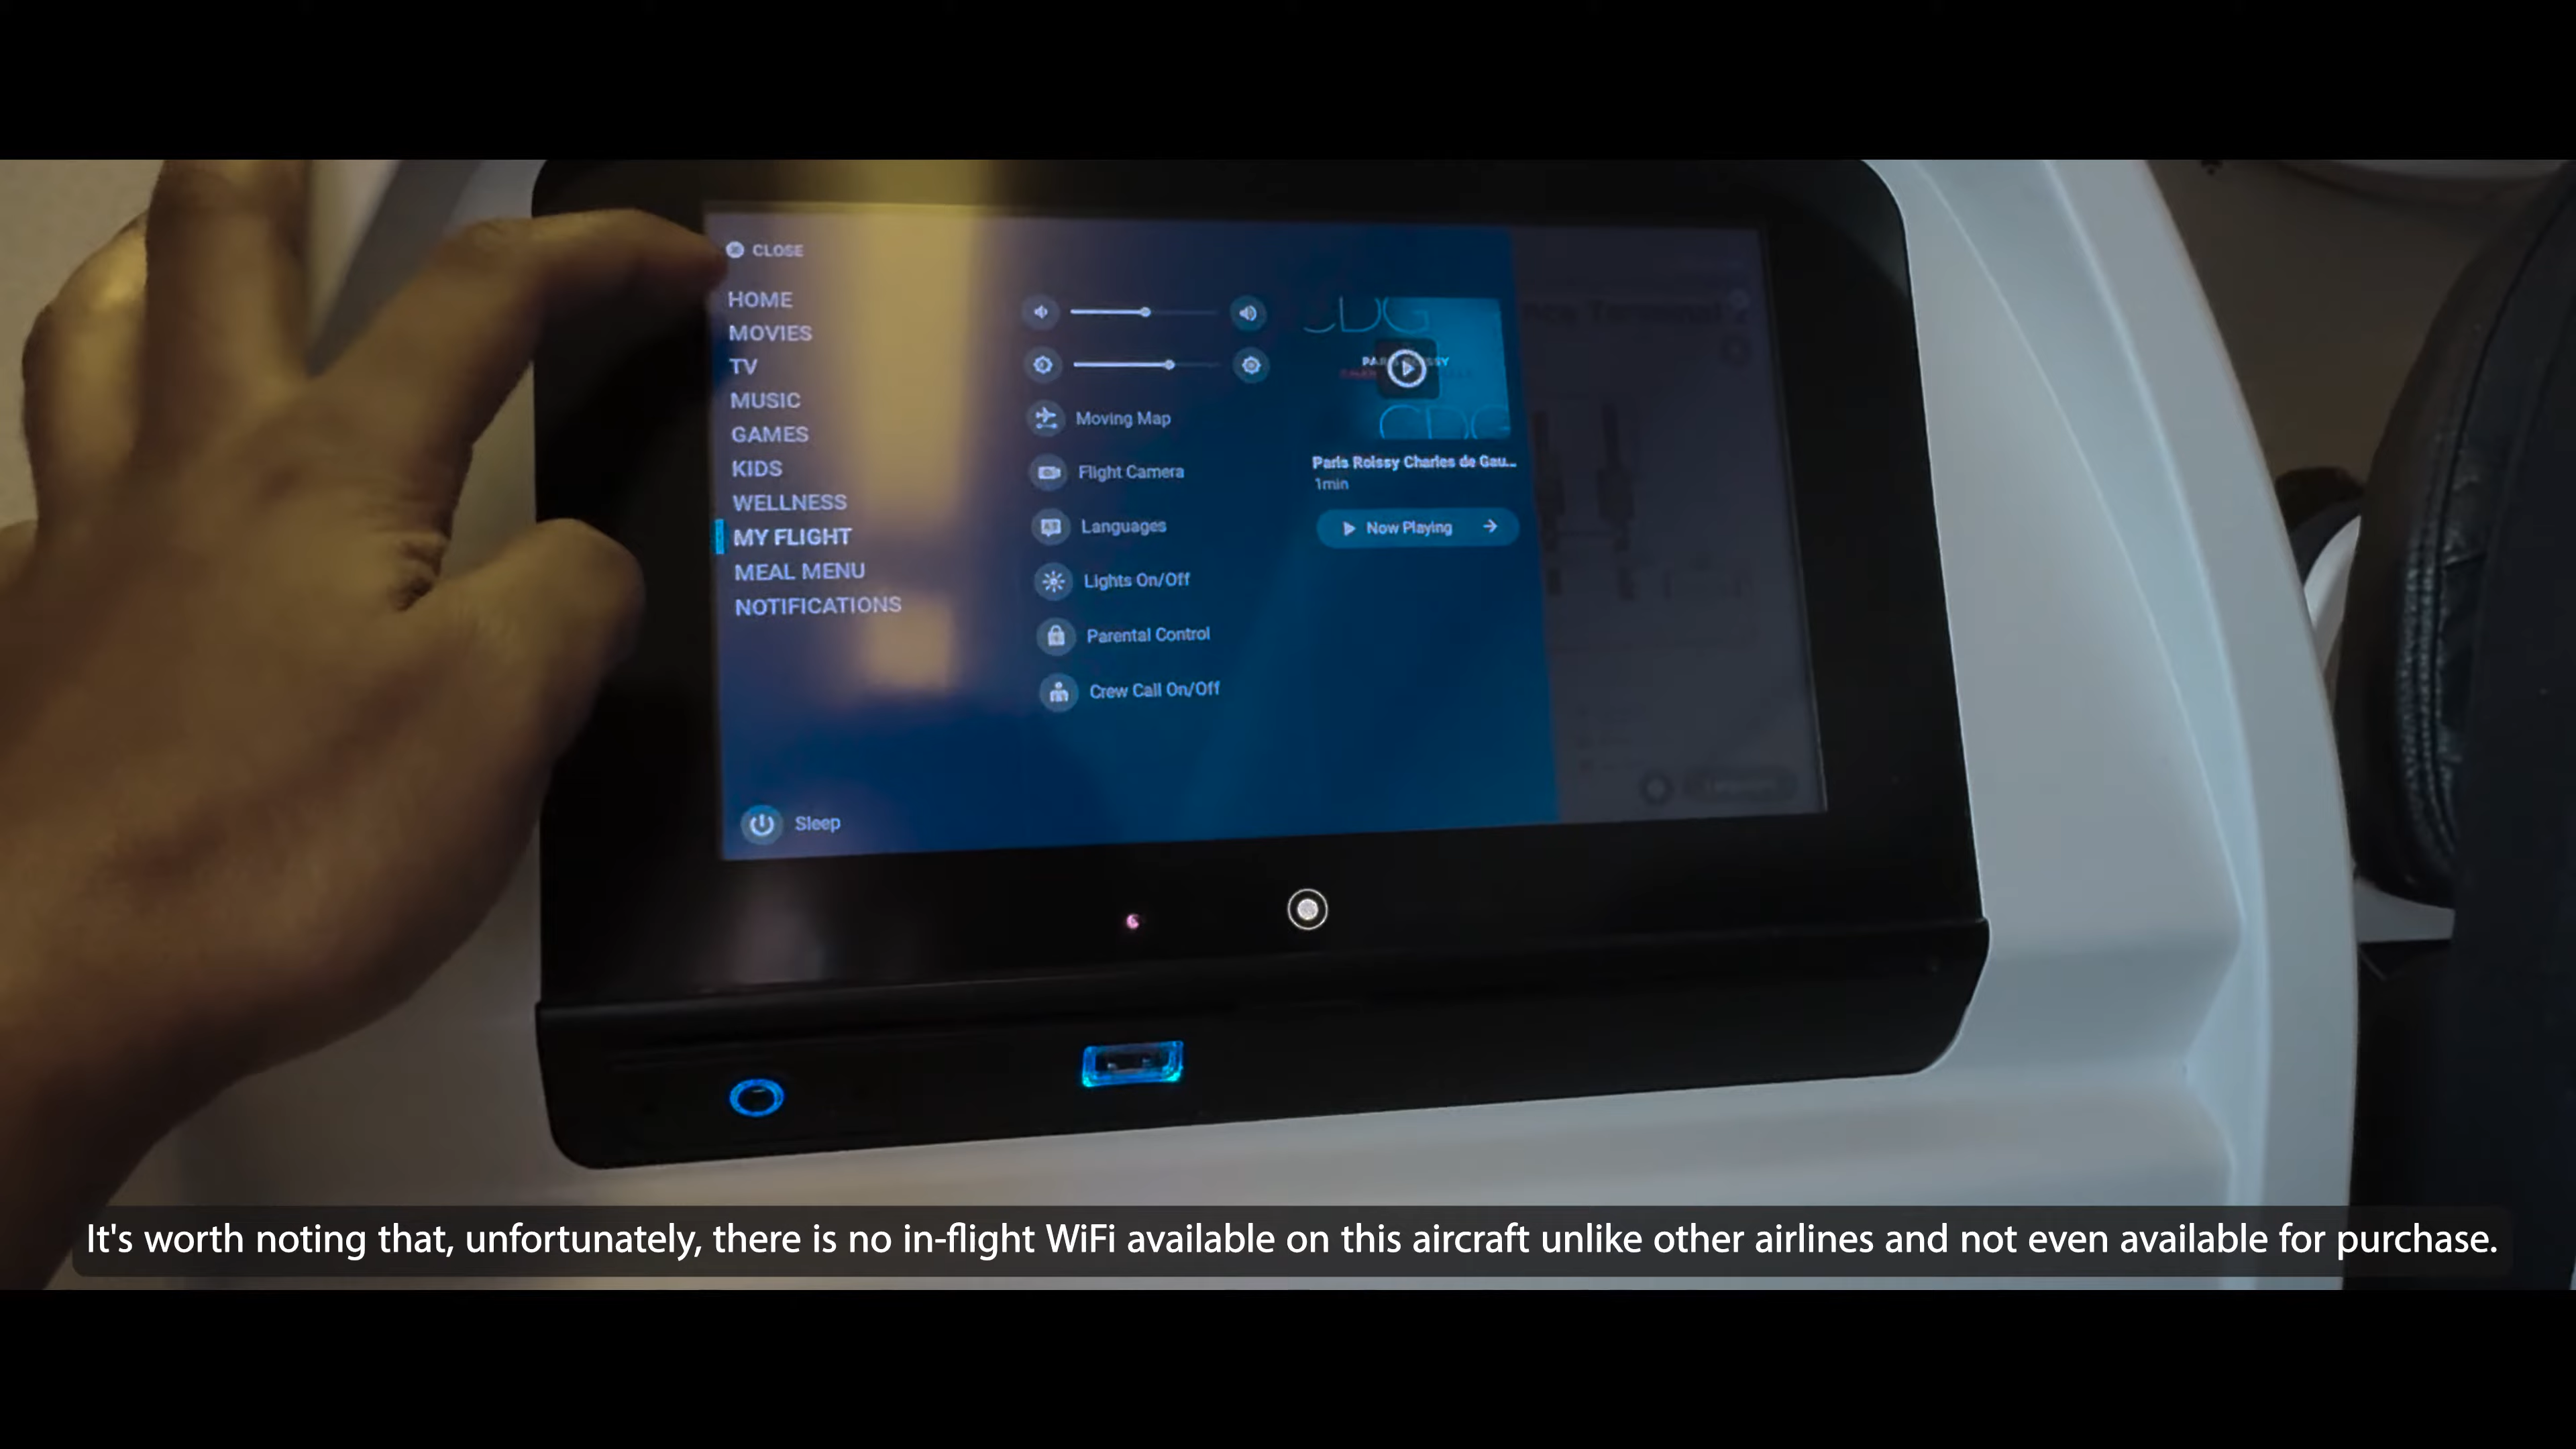 CLOSE
HOME
MOVIES
TV
MUSIC
GAMES
KIDS
WELLNESS
MY FLIGHT
MEAL MENU
NOTIFICATIONS
Sleep
Moving Map
Flight Camera
Languages
Lights On/Off
Parental Control
Crew Call On/Off
CDG
CDG
Paris Roissy Charles de Gau...
1min
Now Playing
It's worth noting that, unfortunately, there is no in-flight WiFi available on this aircraft unlike other airlines and not even available for purchase.